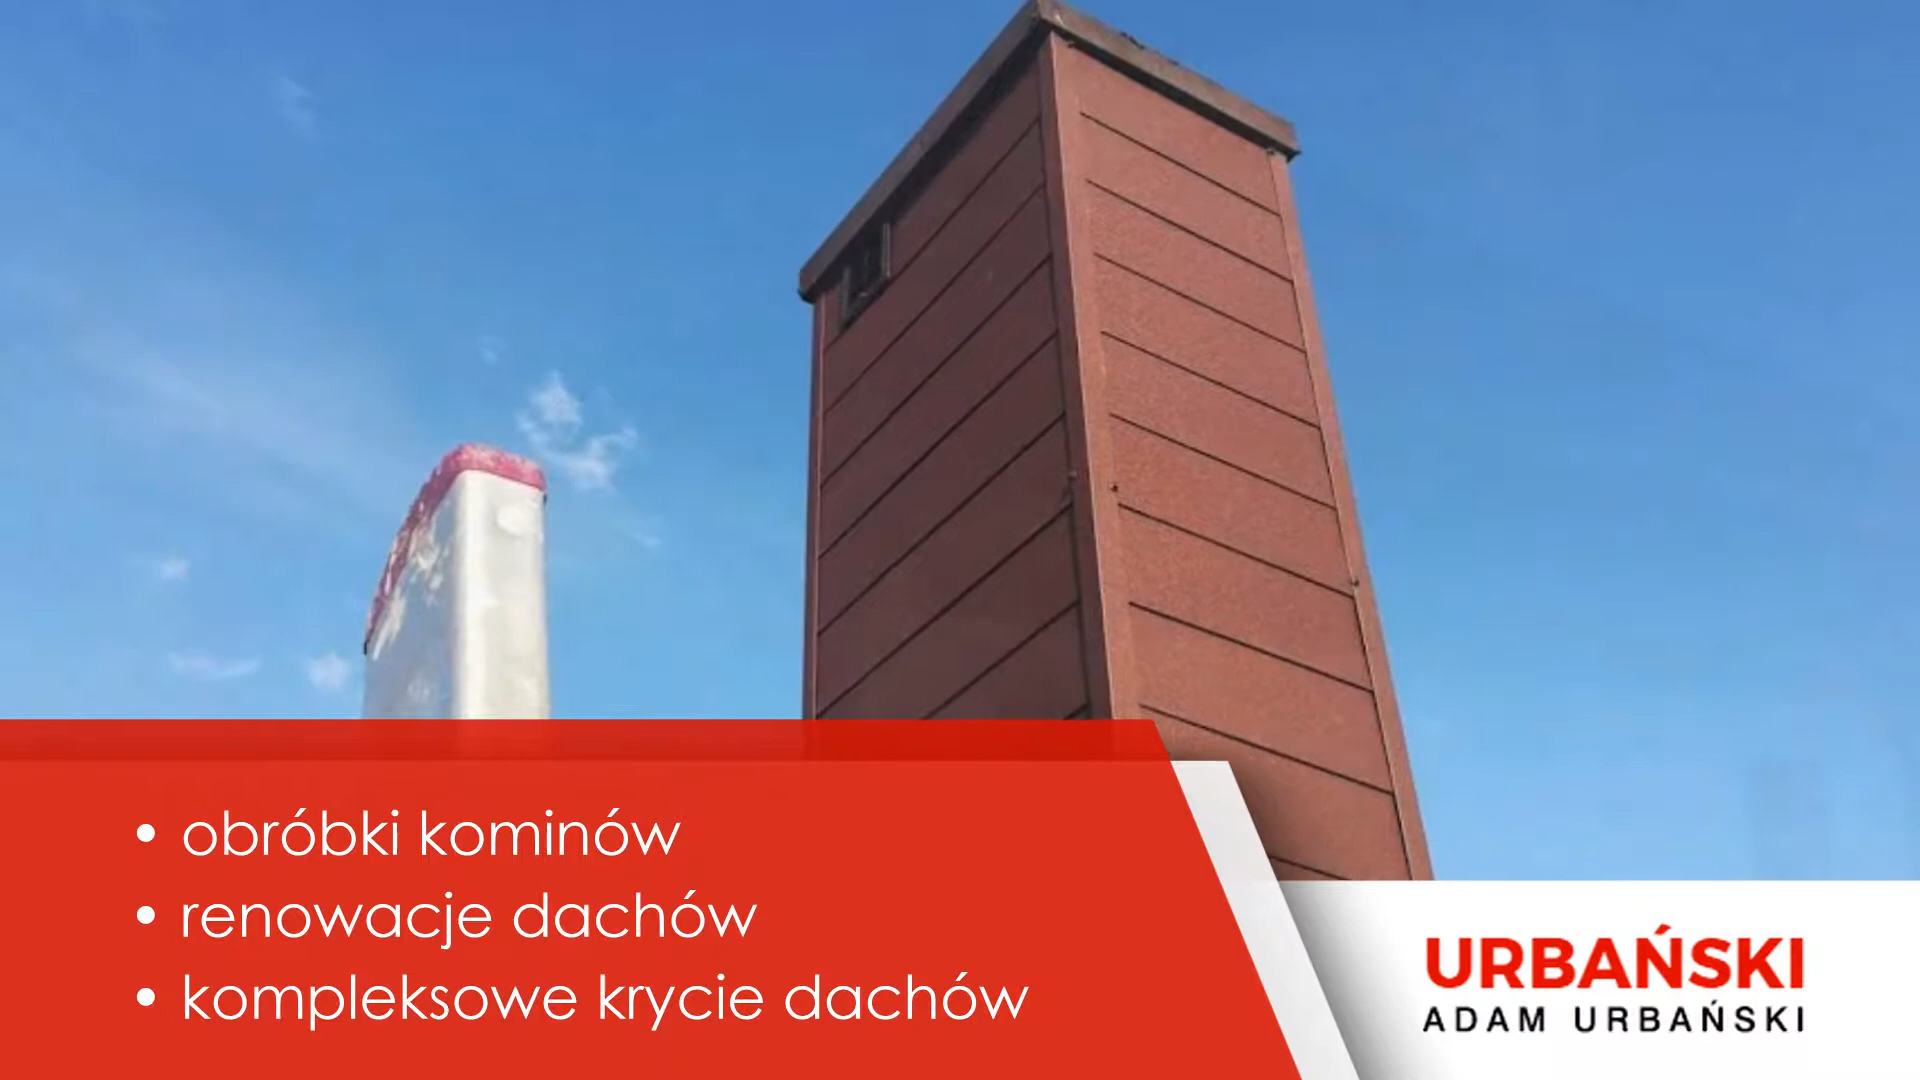 • obróbki kominów
• renowacje dachów
• kompleksowe krycie dachów
URBAŃSKI
ADAM URBAŃSKI